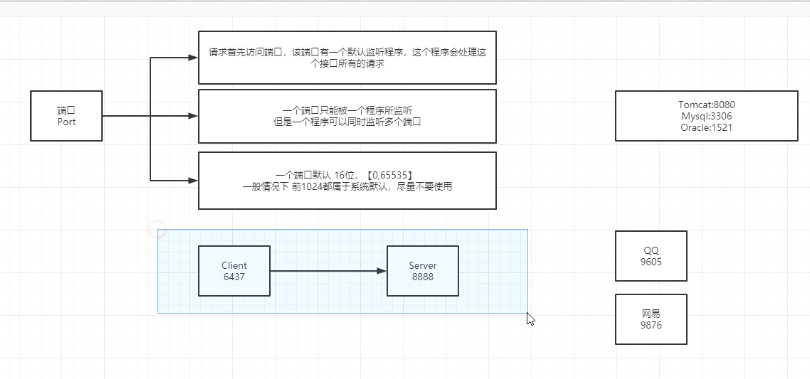 请求首先访问端口，该端口有一个默认监听程序，这个程序会处理这
个接口所有的请求
端口
Port
一个端口只能被一个程序所监听
但是一个程序可以同时监听多个端口
Tomcat:8080
Mysql:3306
Oracle:1521
一个端口默认 16位，【0,65535】
一般情况下 前1024都属于系统默认，尽量不要使用
Client
6437
Server
8888
QQ
9605
网易
9876